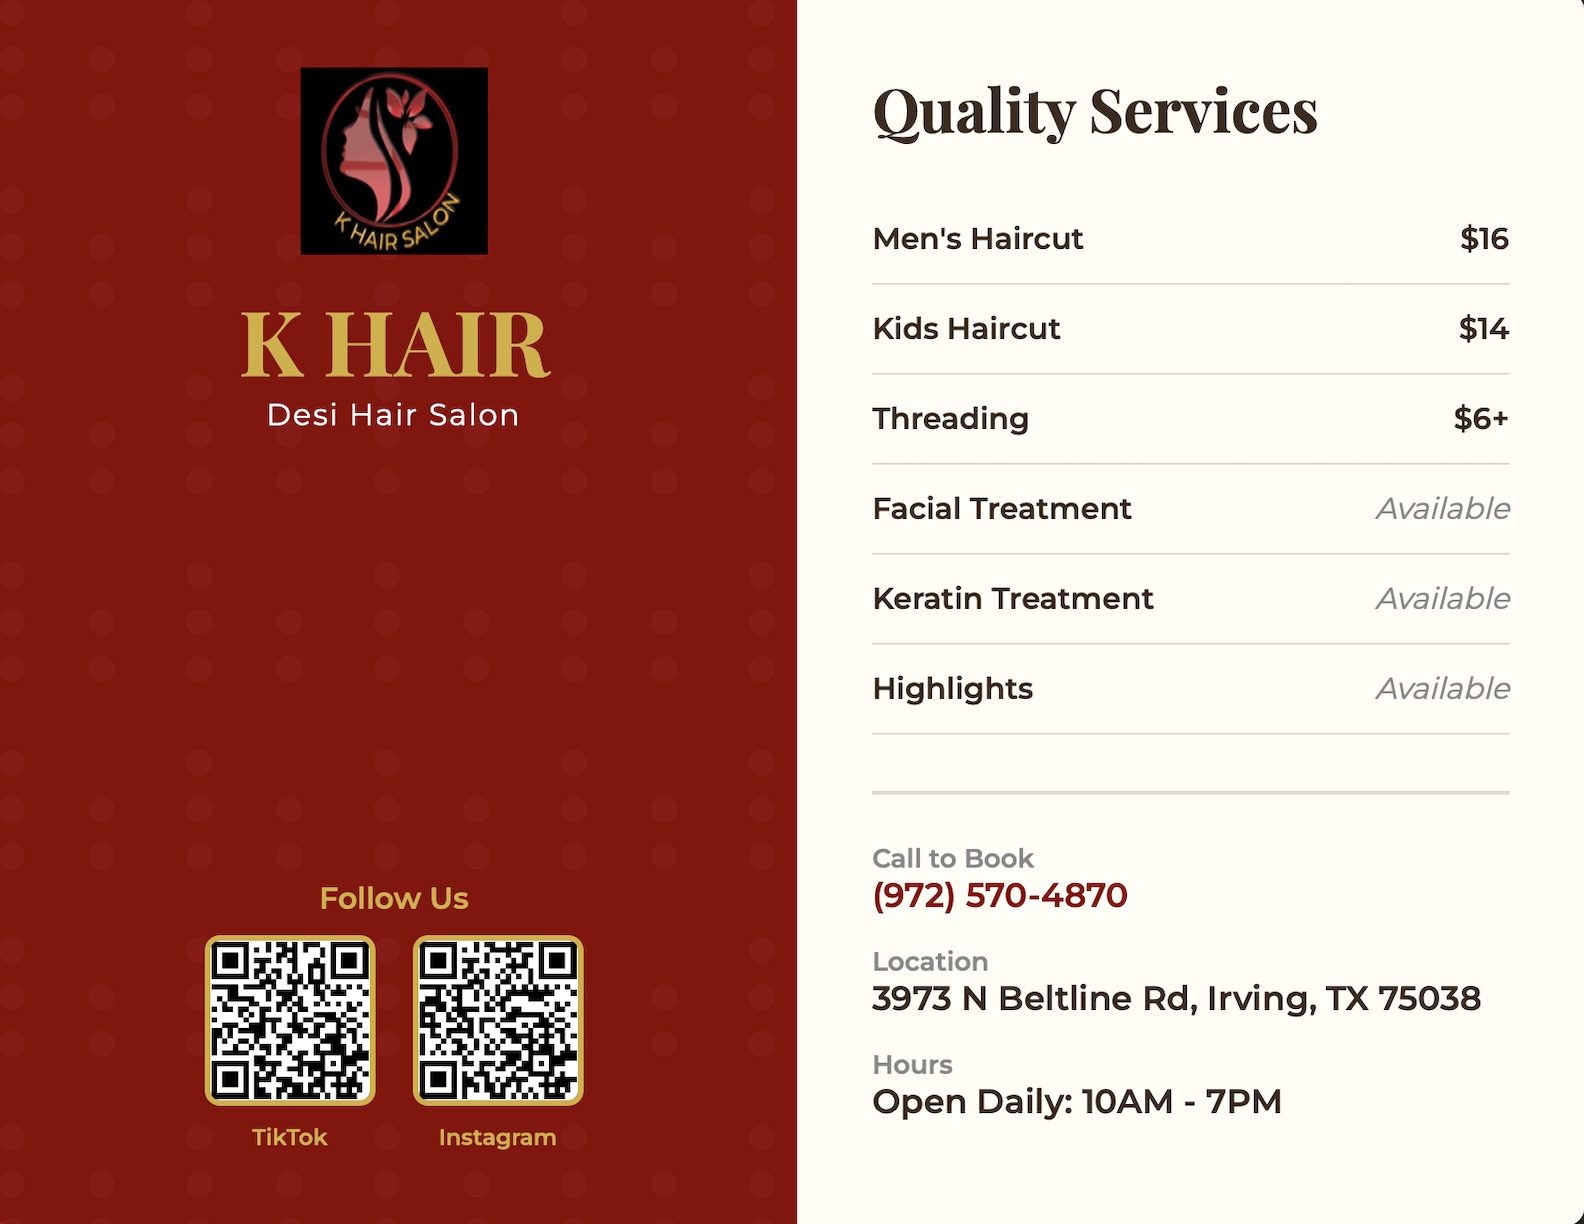 K HAIR SALON
K HAIR
Desi Hair Salon
Follow Us
TikTok
Instagram
Quality Services
Men's Haircut $16
Kids Haircut $14
Threading $6+
Facial Treatment Available
Keratin Treatment Available
Highlights Available
Call to Book
(972) 570-4870
Location
3973 N Beltline Rd, Irving, TX 75038
Hours
Open Daily: 10AM - 7PM